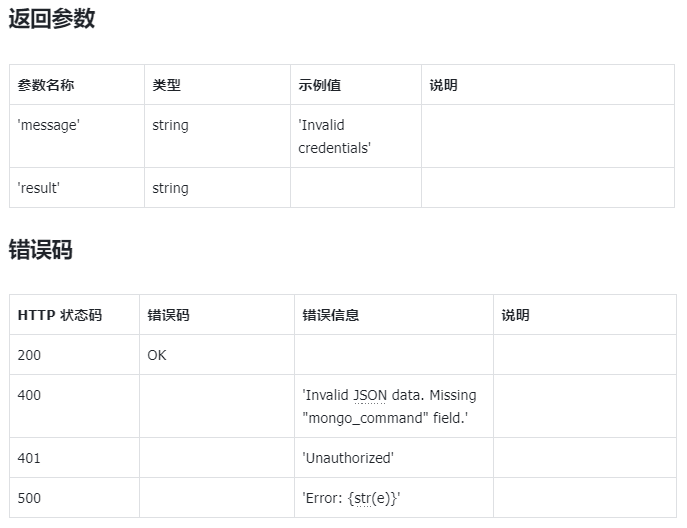 返回参数
参数名称 类型 示例值 说明
'message' string 'Invalid
credentials'
'result' string
错误码
HTTP 状态码 错误码 错误信息 说明
200 OK
400 'Invalid JSON data. Missing
"mongo_command" field.'
401 'Unauthorized'
500 'Error: {str(e)}'